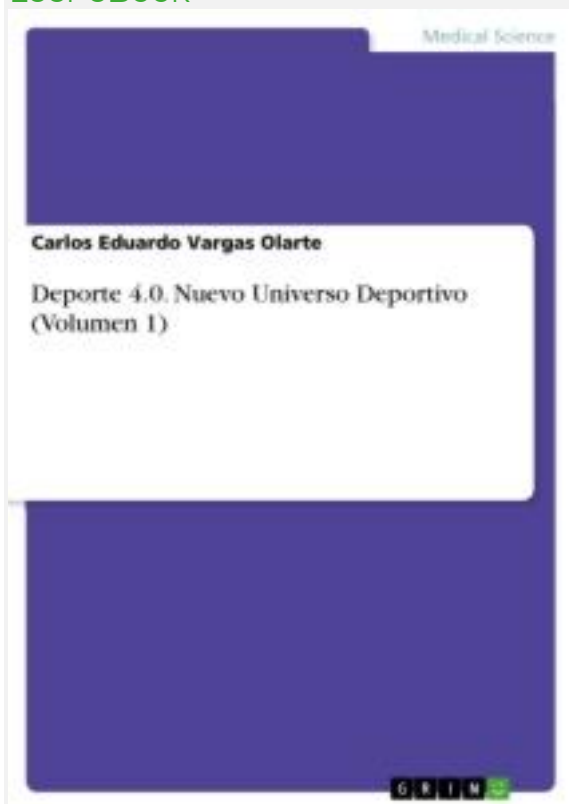 Medical Science
Carlos Eduardo Vargas Olarte
Deporte 4.0. Nuevo Universo Deportivo
(Volumen 1)
GRIN